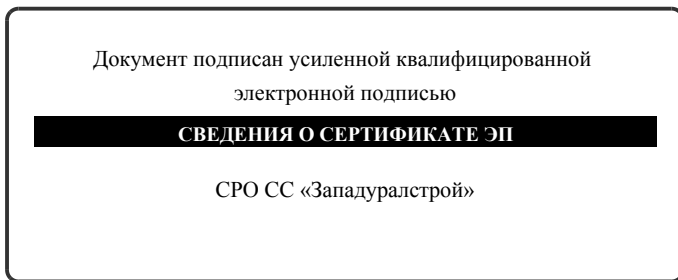 Документ подписан усиленной квалифицированной
электронной подписью
СВЕДЕНИЯ О СЕРТИФИКАТЕ ЭП
СРО СС «Западуралстрой»